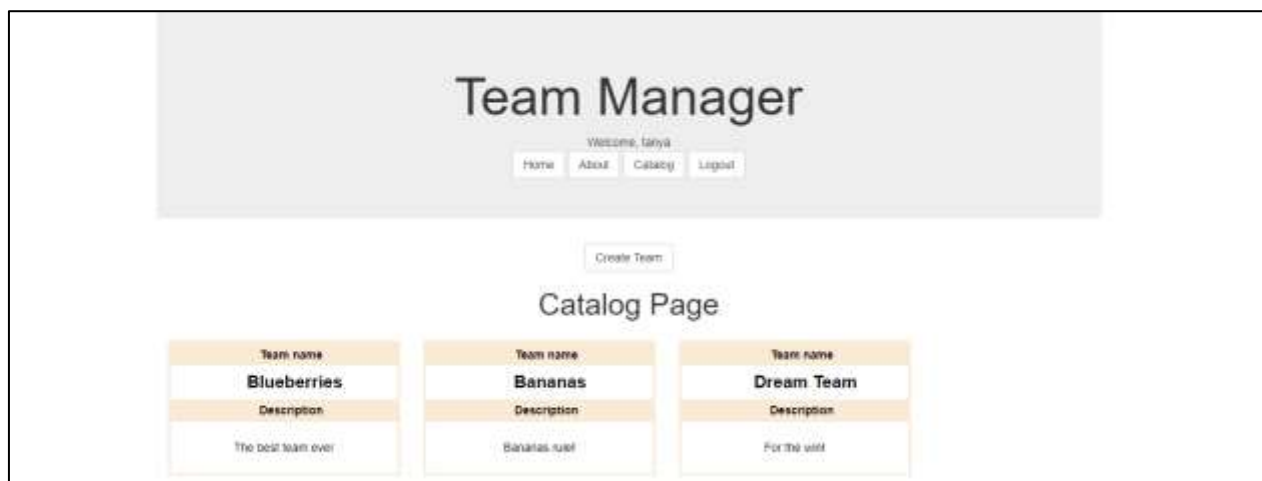 Team Manager
Welcome, tanya
Home About Catalog Logout
Create Team
Catalog Page
Team name Team name Team name
Blueberries Bananas Dream Team
Description Description Description
The best team ever Bananas rule! For the win!